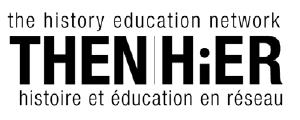 the history education network
THEN|HiER
histoire et éducation en réseau